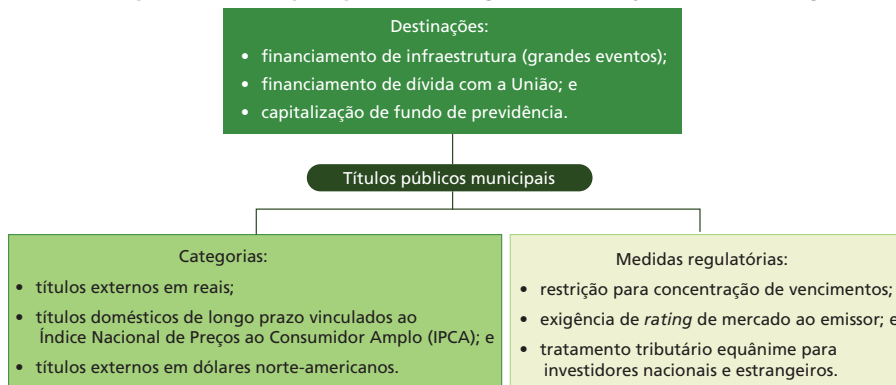 Destinações:
• financiamento de infraestrutura (grandes eventos);
• financiamento de dívida com a União; e
• capitalização de fundo de previdência.
Títulos públicos municipais
Categorias:
• títulos externos em reais;
• títulos domésticos de longo prazo vinculados ao
Índice Nacional de Preços ao Consumidor Amplo (IPCA); e
• títulos externos em dólares norte-americanos.
Medidas regulatórias:
• restrição para concentração de vencimentos;
• exigência de rating de mercado ao emissor; e
• tratamento tributário equânime para
investidores nacionais e estrangeiros.